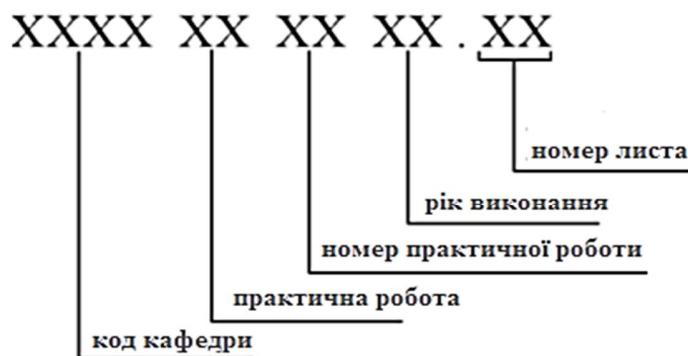 XXXX XX XX XX . XX
номер листа
рік виконання
номер практичної роботи
практична робота
код кафедри